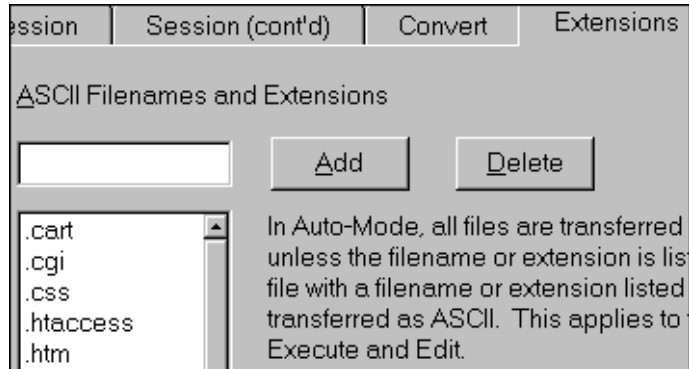 ession Session (cont'd) Convert Extensions
ASCII Filenames and Extensions
Add Delete
.cart
.cgi
.css
.htaccess
.htm
In Auto-Mode, all files are transferred
unless the filename or extension is lis
file with a filename or extension listed
transferred as ASCII. This applies to
Execute and Edit.